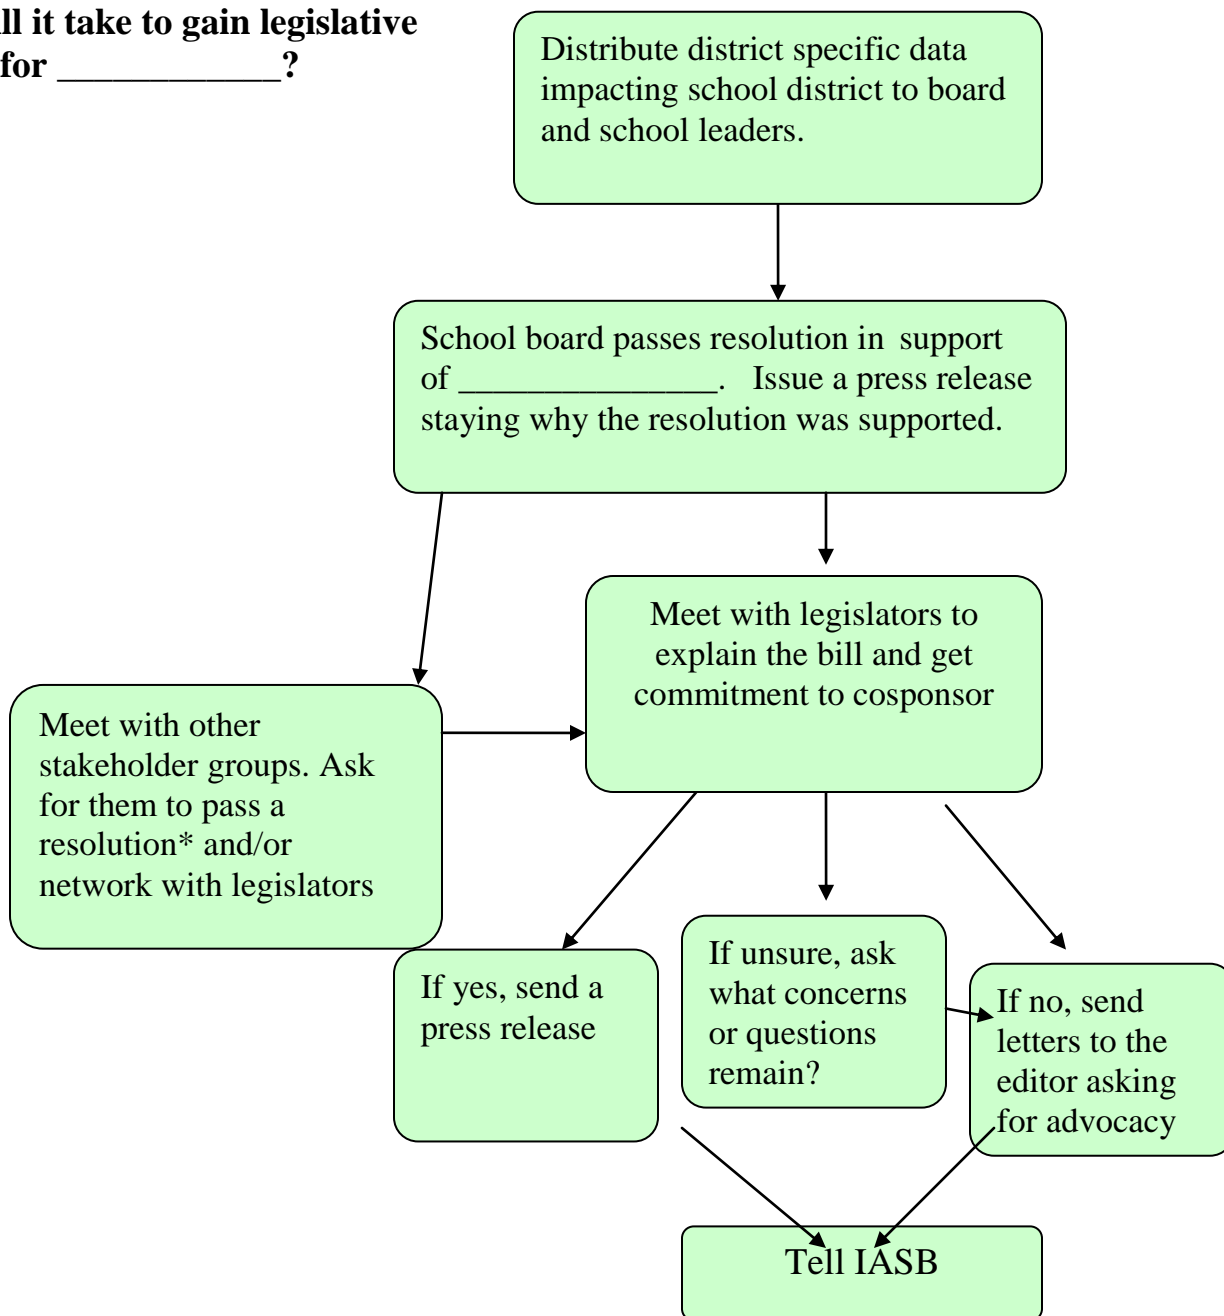 ll it take to gain legislative
for _____________?
Distribute district specific data
impacting school district to board
and school leaders.
School board passes resolution in support
of _______________. Issue a press release
staying why the resolution was supported.
Meet with legislators to
explain the bill and get
commitment to cosponsor
Meet with other
stakeholder groups. Ask
for them to pass a
resolution* and/or
network with legislators
If yes, send a
press release
If unsure, ask
what concerns
or questions
remain?
If no, send
letters to the
editor asking
for advocacy
Tell IASB